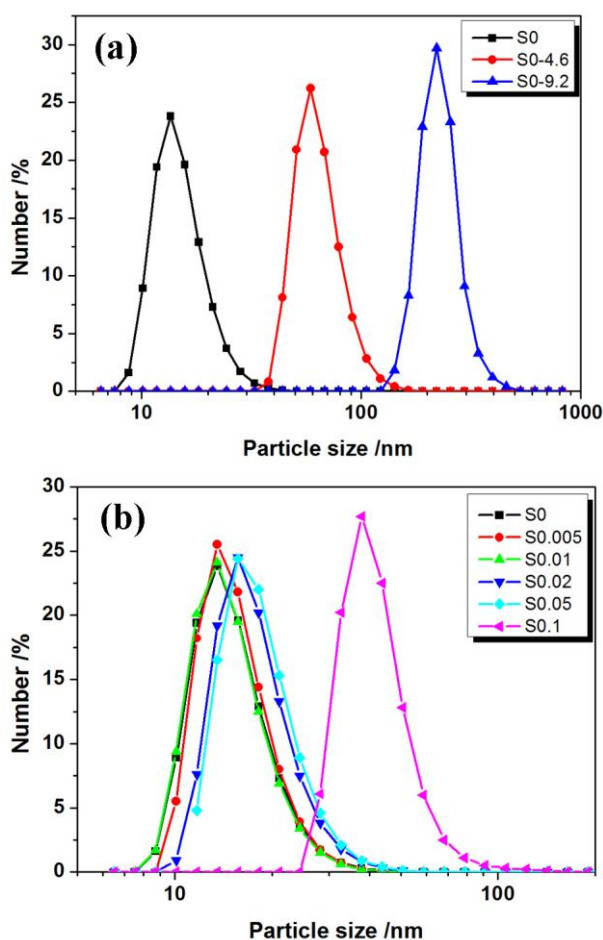 (a)
S0
S0-4.6
S0-9.2
30
25
20
15
10
5
0
Number /%
10
100
1000
Particle size /nm
(b)
S0
S0.005
S0.01
S0.02
S0.05
S0.1
30
25
20
15
10
5
0
Number /%
10
100
Particle size /nm